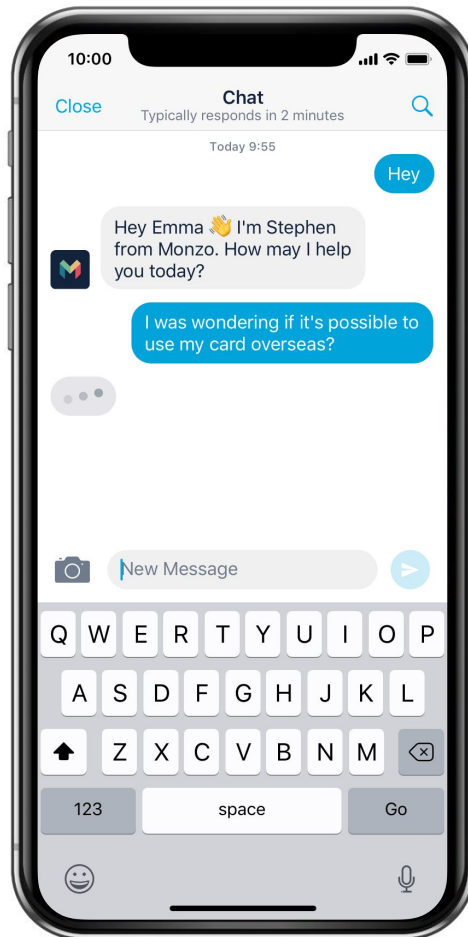 10:00
Close
Chat
Typically responds in 2 minutes
Today 9:55
Hey
Hey Emma 👋 I'm Stephen
from Monzo. How may I help
you today?
I was wondering if it's possible to
use my card overseas?
New Message
Q W E R T Y U I O P
A S D F G H J K L
Z X C V B N M
123 space Go